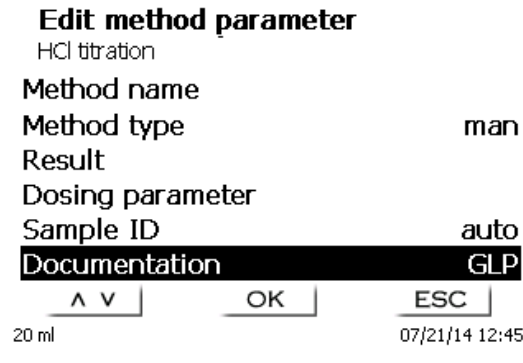 Edit method parameter
HCl titration
Method name
Method type man
Result
Dosing parameter
Sample ID auto
Documentation GLP
∧ ∨ OK ESC
20 ml 07/21/14 12:45